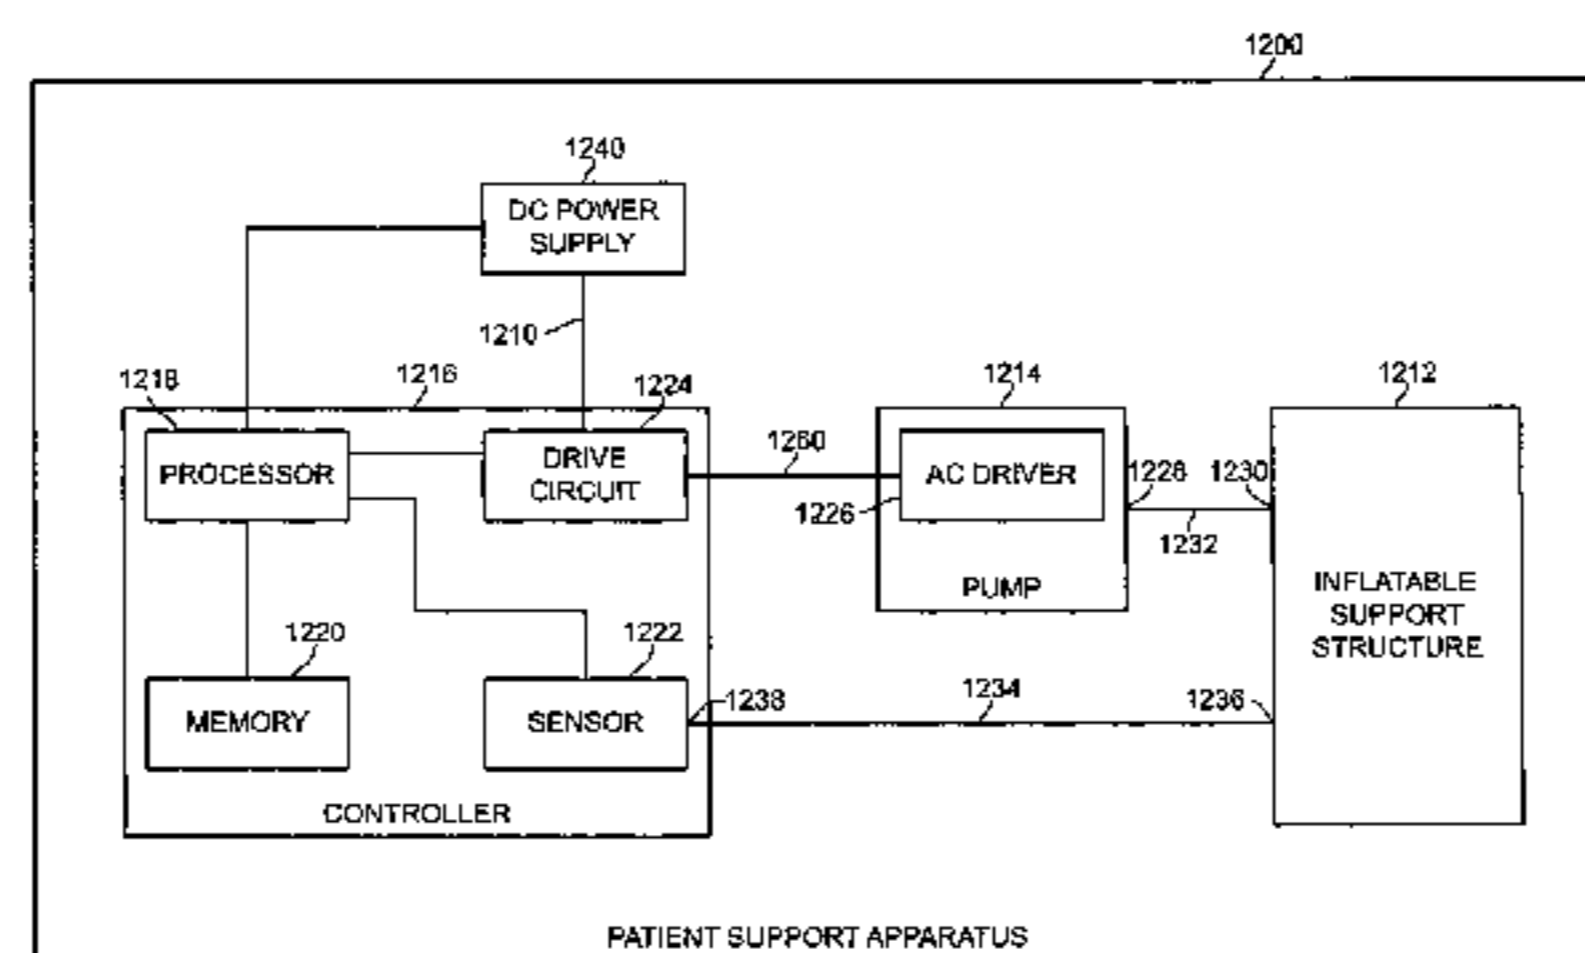 1200
1240
DC POWER
SUPPLY
1210
1218
1216
1224
1214
1212
PROCESSOR
DRIVE
CIRCUIT
1260
AC DRIVER
1226
1228
1230
1232
PUMP
INFLATABLE
SUPPORT
STRUCTURE
1220
1222
MEMORY
SENSOR
1238
1234
1236
CONTROLLER
PATIENT SUPPORT APPARATUS